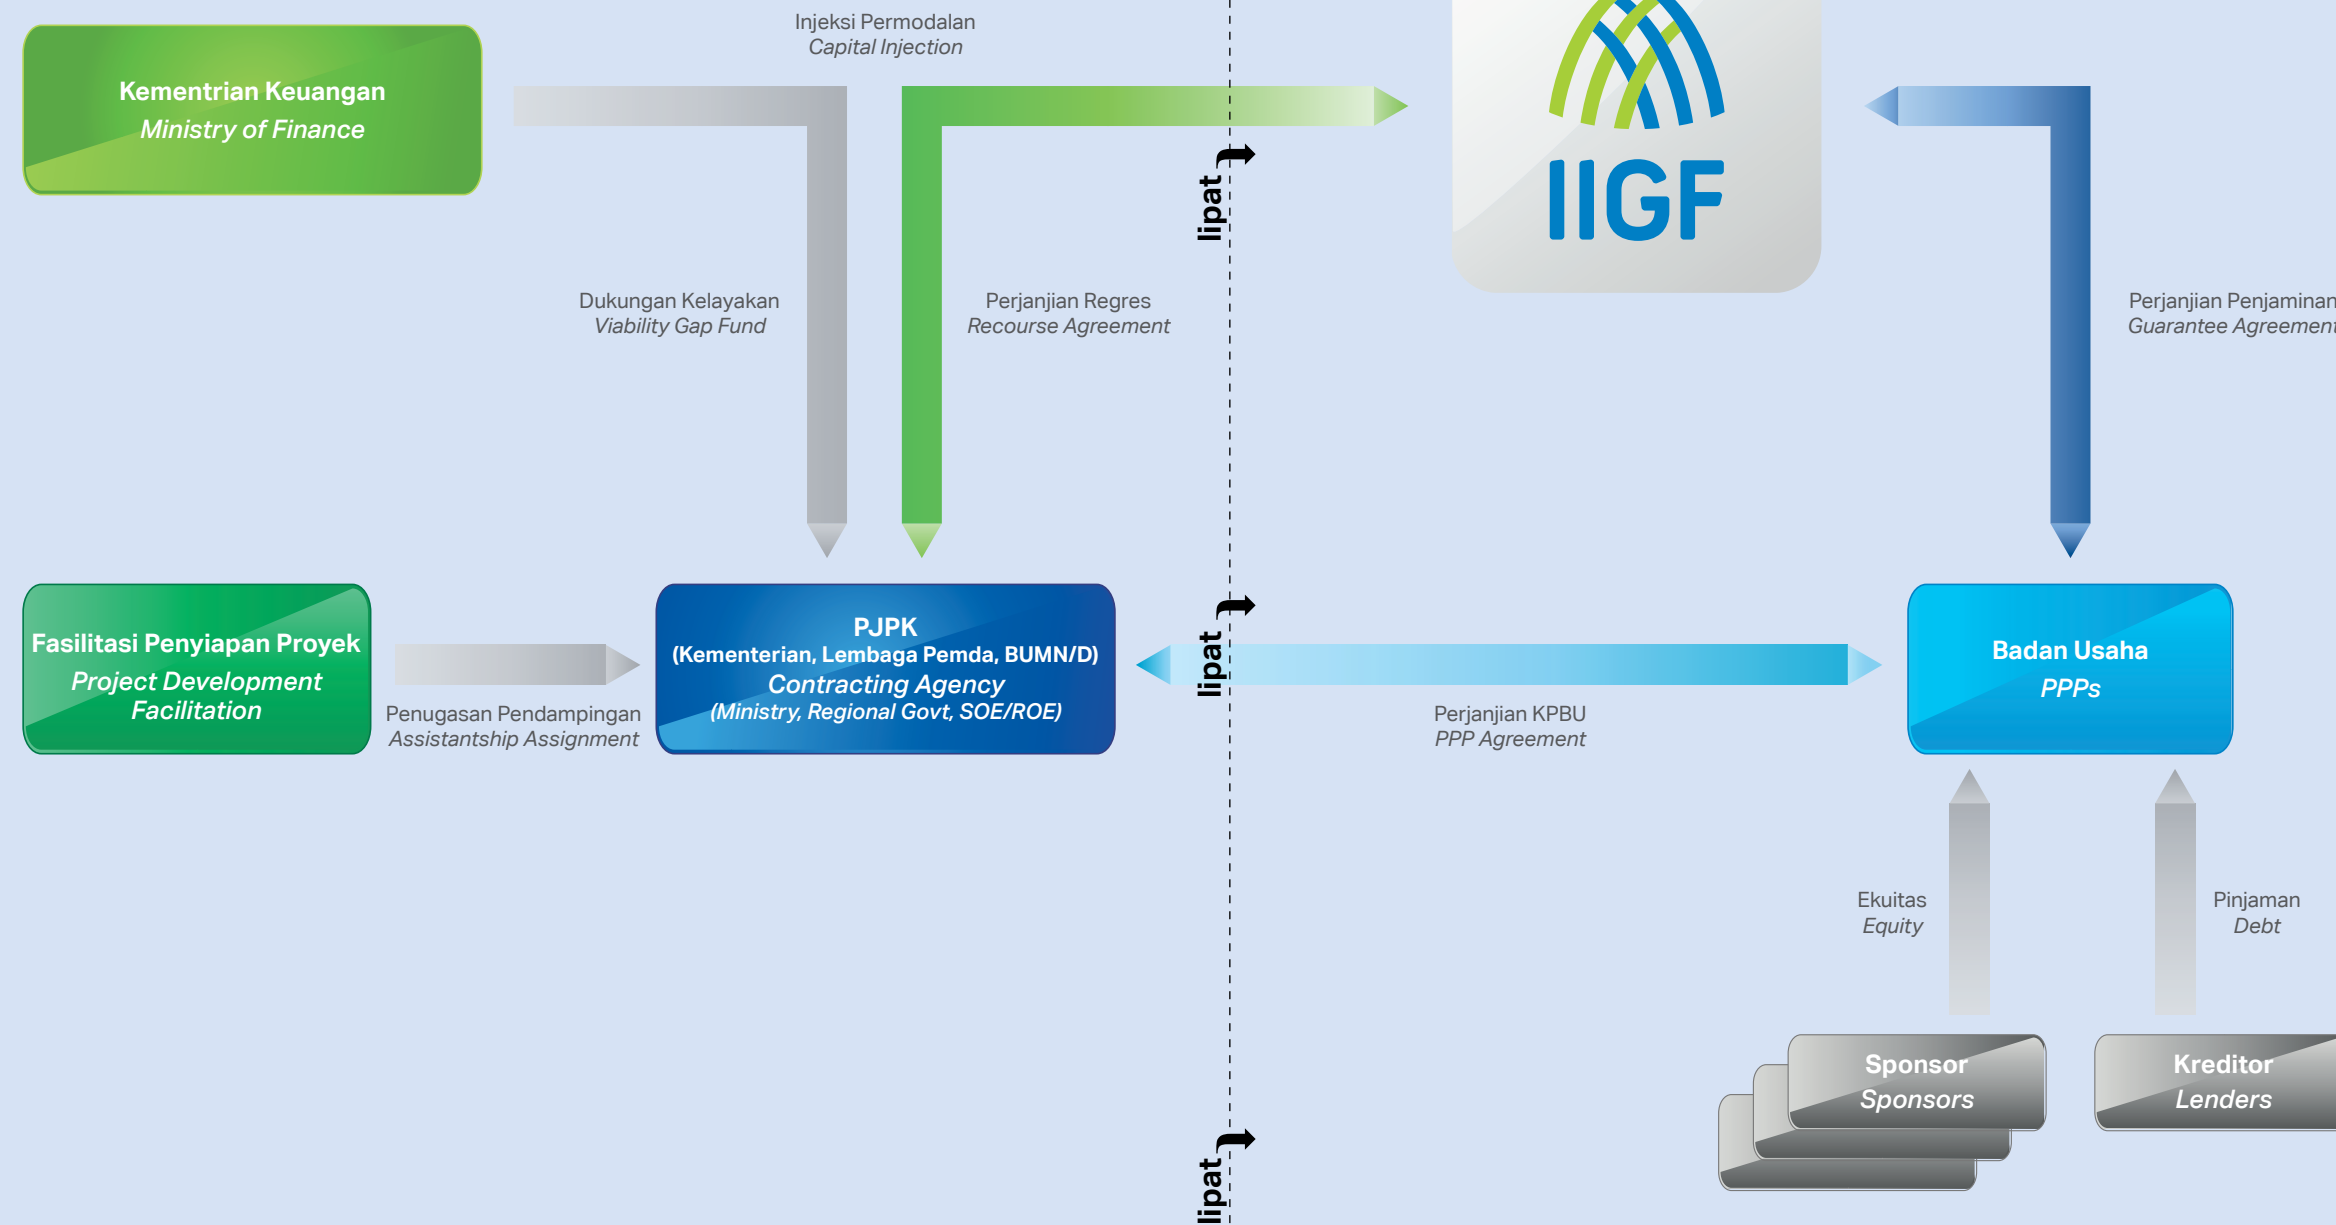 Injeksi Permodalan
Capital Injection
Kementrian Keuangan
Ministry of Finance
IIGF
lipat
Dukungan Kelayakan
Viability Gap Fund
Perjanjian Regres
Recourse Agreement
Perjanjian Penjaminan
Guarantee Agreement
Fasilitasi Penyiapan Proyek
Project Development
Facilitation
Penugasan Pendampingan
Assistantship Assignment
PJPK
(Kementerian, Lembaga Pemda, BUMN/D)
Contracting Agency
(Ministry, Regional Govt, SOE/ROE)
lipat
Perjanjian KPBU
PPP Agreement
Badan Usaha
PPPs
Ekuitas
Equity
Pinjaman
Debt
Sponsor
Sponsors
Kreditor
Lenders
lipat